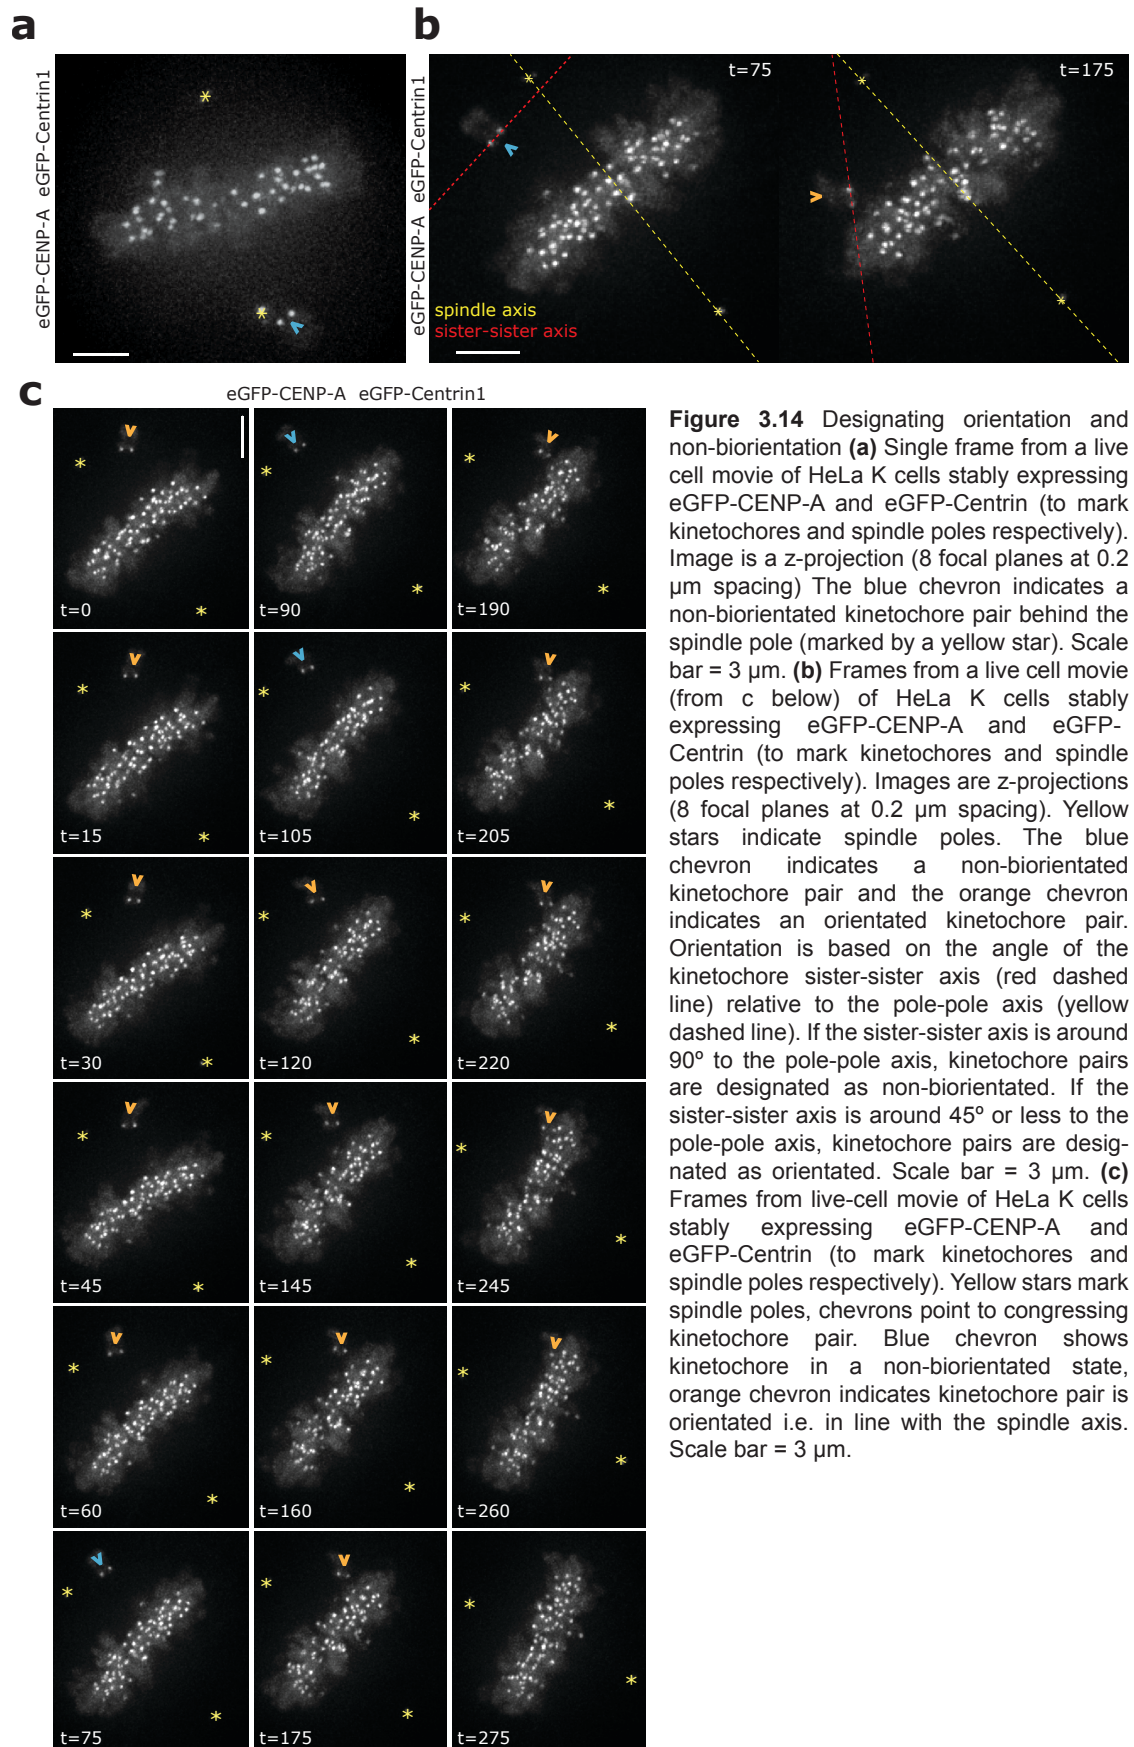 a
eGFP-CENP-A eGFP-Centrin1
b
eGFP-CENP-A eGFP-Centrin1
t=75
t=175
spindle axis
sister-sister axis
c
eGFP-CENP-A eGFP-Centrin1
t=0
t=90
t=190
t=15
t=105
t=205
t=30
t=120
t=220
t=45
t=145
t=245
t=60
t=160
t=260
t=75
t=175
t=275
Figure 3.14 Designating orientation and
non-biorientation (a) Single frame from a live
cell movie of HeLa K cells stably expressing
eGFP-CENP-A and eGFP-Centrin (to mark
kinetochores and spindle poles respectively).
Image is a z-projection (8 focal planes at 0.2
µm spacing) The blue chevron indicates a
non-biorientated kinetochore pair behind the
spindle pole (marked by a yellow star). Scale
bar = 3 µm. (b) Frames from a live cell movie
(from c below) of HeLa K cells stably
expressing eGFP-CENP-A and eGFP-
Centrin (to mark kinetochores and spindle
poles respectively). Images are z-projections
(8 focal planes at 0.2 µm spacing). Yellow
stars indicate spindle poles. The blue
chevron indicates a non-biorientated
kinetochore pair and the orange chevron
indicates an orientated kinetochore pair.
Orientation is based on the angle of the
kinetochore sister-sister axis (red dashed
line) relative to the pole-pole axis (yellow
dashed line). If the sister-sister axis is around
90º to the pole-pole axis, kinetochore pairs
are designated as non-biorientated. If the
sister-sister axis is around 45º or less to the
pole-pole axis, kinetochore pairs are desig-
nated as orientated. Scale bar = 3 µm. (c)
Frames from live-cell movie of HeLa K cells
stably expressing eGFP-CENP-A and
eGFP-Centrin (to mark kinetochores and
spindle poles respectively). Yellow stars mark
spindle poles, chevrons point to congressing
kinetochore pair. Blue chevron shows
kinetochore in a non-biorientated state,
orange chevron indicates kinetochore pair is
orientated i.e. in line with the spindle axis.
Scale bar = 3 µm.